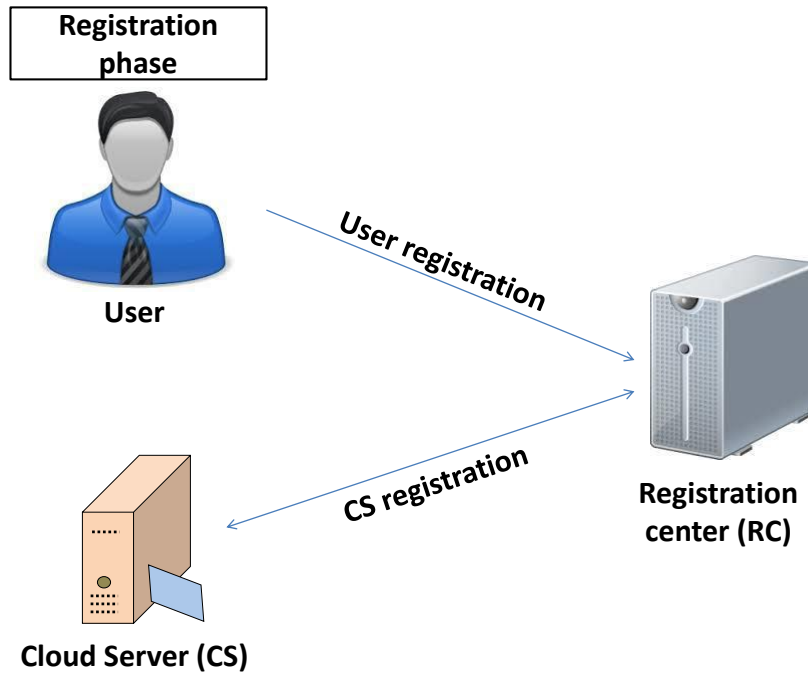 Registration
phase
User
User registration
CS registration
Registration
center (RC)
Cloud Server (CS)